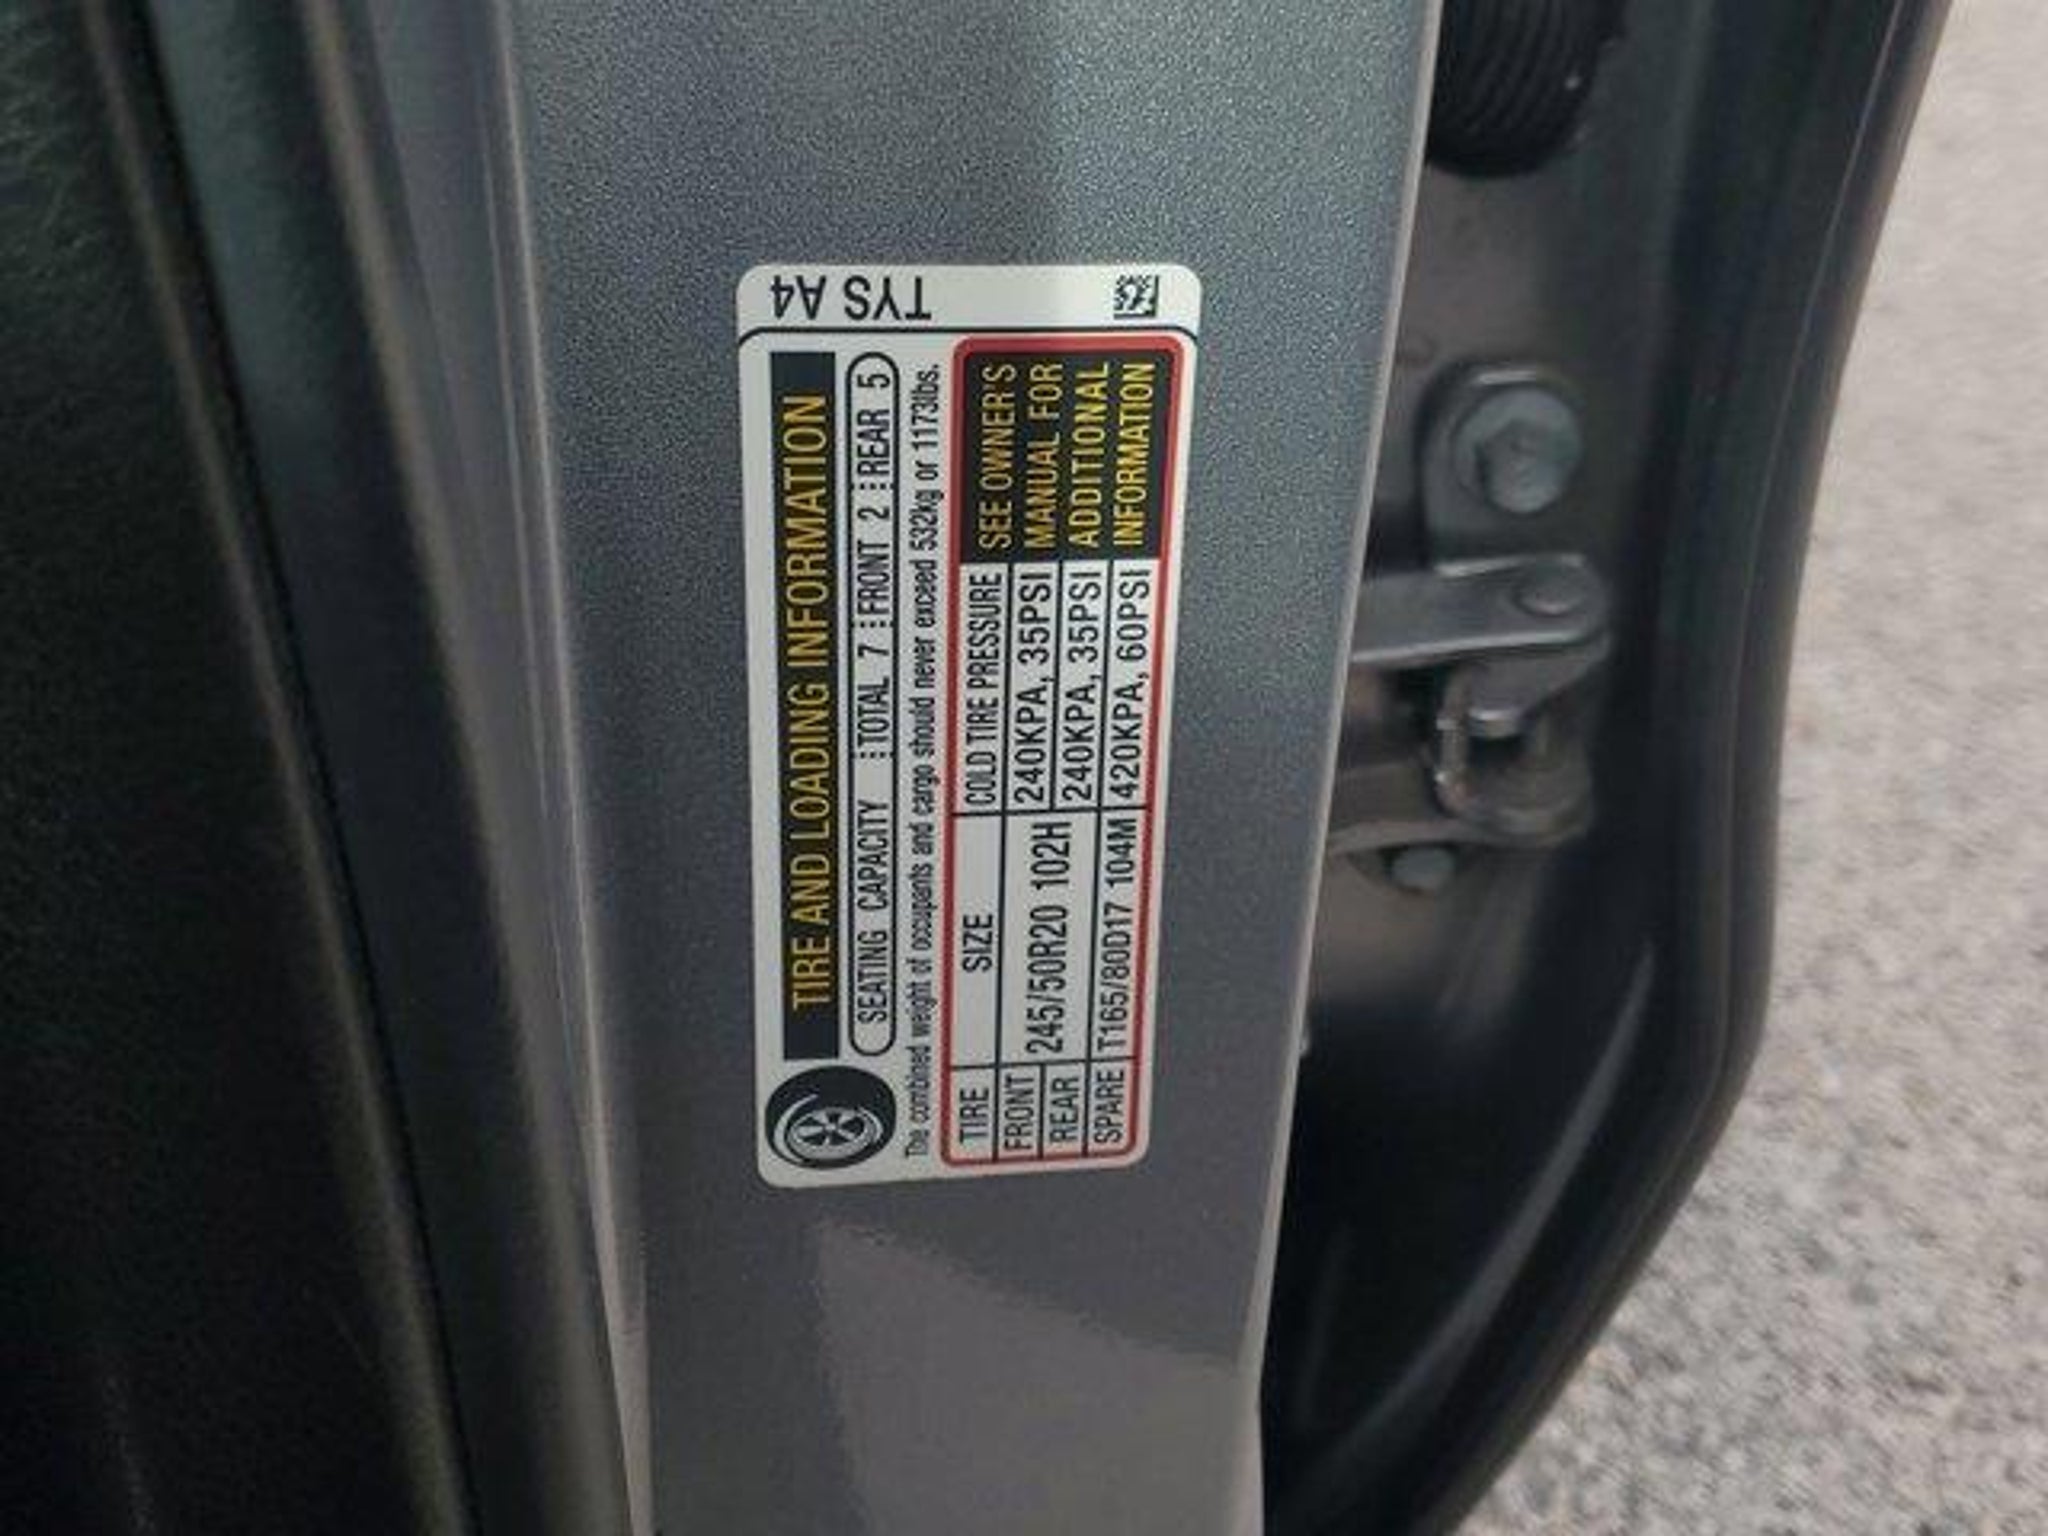 TYS A4
TIRE AND LOADING INFORMATION
SEATING CAPACITY TOTAL 7 FRONT 2 REAR 5
The combined weight of occupants and cargo should never exceed 532kg or 1173lbs.
TIRE SIZE COLD TIRE PRESSURE
FRONT 245/50R20 102H 240KPA, 35PSI
REAR 240KPA, 35PSI
SPARE T165/80D17 104M 420KPA, 60PSI
SEE OWNER'S
MANUAL FOR
ADDITIONAL
INFORMATION